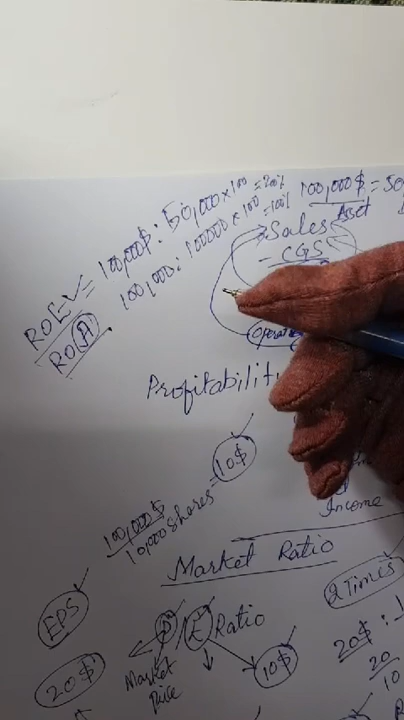 ROE = 100,000$ : 50,000 x 100 = 200%
ROA. 100,000 : 100000 x 100 = 100%
100,000$ = 50
Asset
Sales
- CGS
Profitabilit
100,000$
10,000 shares = 10$
Income
Market Ratio
EPS
P/E Ratio
2 Times
20$
Market
Price
10$
20$ : 1
20
10